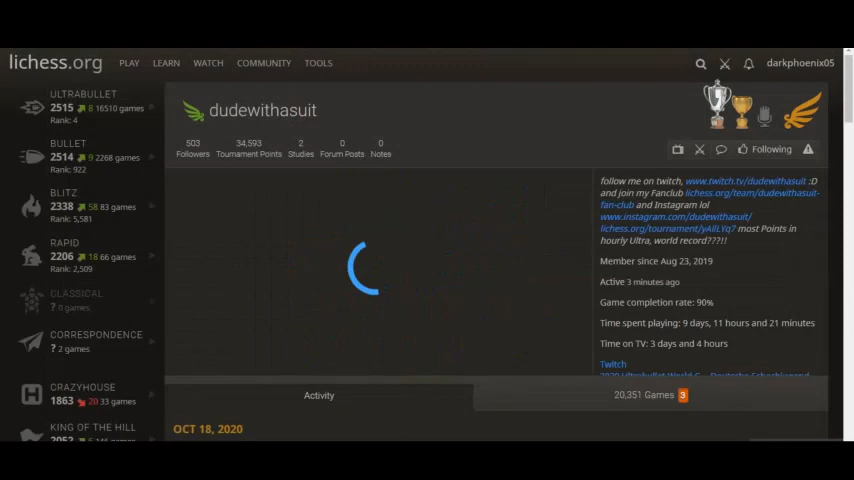 lichess.org PLAY LEARN WATCH COMMUNITY TOOLS darkphoenix05
ULTRABULLET
2515 8 16510 games
Rank: 4
BULLET
2514 9 2268 games
Rank: 922
BLITZ
2338 58 83 games
Rank: 5,581
RAPID
2206 18 66 games
Rank: 2,509
CLASSICAL
? 0 games
CORRESPONDENCE
? 2 games
CRAZYHOUSE
1863 20 33 games
KING OF THE HILL
dudewithasuit
503 34,593 2 0 0
Followers Tournament Points Studies Forum Posts Notes
Following
follow me on twitch, www.twitch.tv/dudewithasuit :D
and join my Fanclub lichess.org/team/dudewithasuit-
fan-club and Instagram lol
www.instagram.com/dudewithasuit/
lichess.org/tournament/yAllLYq7 most Points in
hourly Ultra, world record???!!
Member since Aug 23, 2019
Active 3 minutes ago
Game completion rate: 90%
Time spent playing: 9 days, 11 hours and 21 minutes
Time on TV: 3 days and 4 hours
Twitch
Activity 20,351 Games 3
OCT 18, 2020